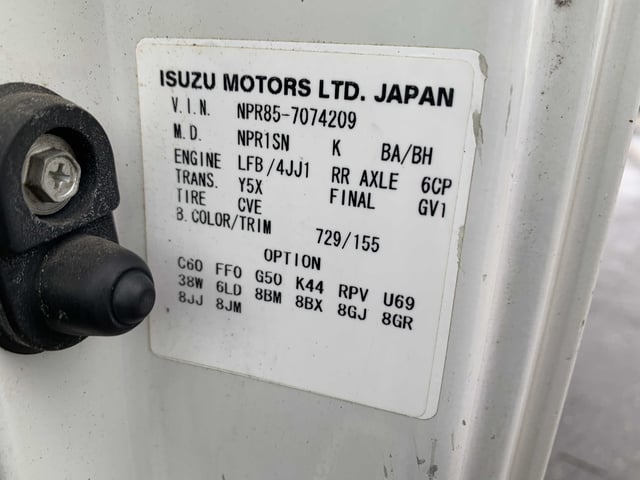 ISUZU MOTORS LTD. JAPAN
V.I.N. NPR85-7074209
M.D. NPR1SN K BA/BH
ENGINE LFB/4JJ1 RR AXLE 6CP
TRANS. Y5X FINAL GV1
TIRE CVE
B.COLOR/TRIM 729/155
OPTION
C60 FF0 G50 K44 RPV U69
38W 6LD 8BM 8BX 8GJ 8GR
8JJ 8JM